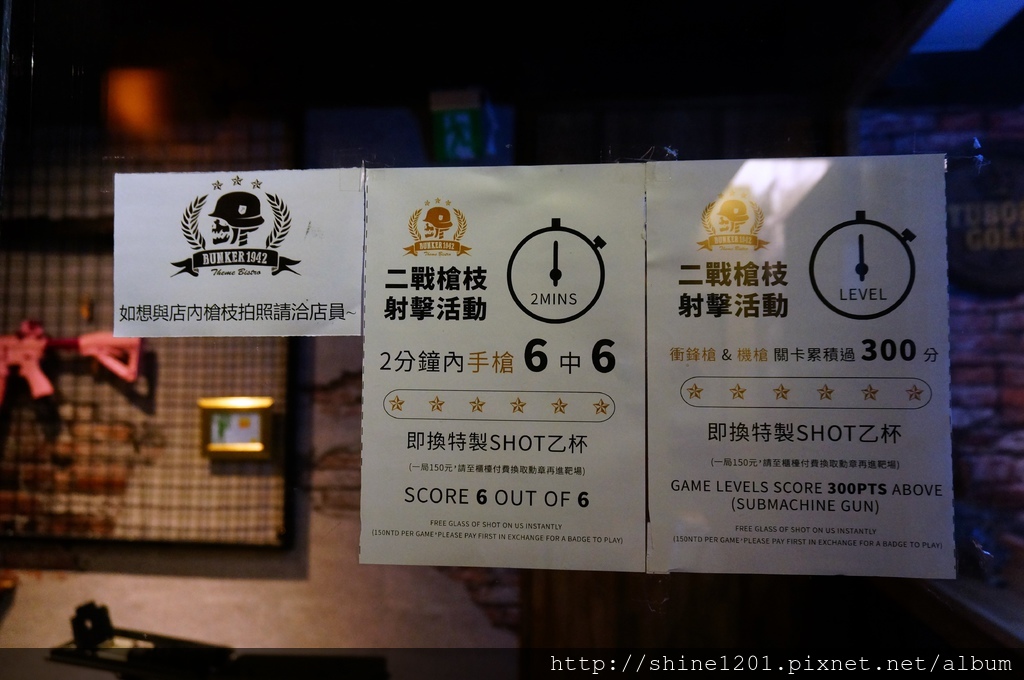 BUNKER 1942
Theme Bistro
如想與店內槍枝拍照請洽店員~
BUNKER 1942
Theme Bistro
二戰槍枝
射擊活動
2MINS
2分鐘內手槍 6 中 6
即換特製SHOT乙杯
(一局150元,請至櫃檯付費換取勳章再進靶場)
SCORE 6 OUT OF 6
FREE GLASS OF SHOT ON US INSTANTLY
(150NTD PER GAME,PLEASE PAY FIRST IN EXCHANGE FOR A BADGE TO PLAY)
BUNKER 1942
Theme Bistro
二戰槍枝
射擊活動
LEVEL
衝鋒槍 & 機槍 關卡累積過 300 分
即換特製SHOT乙杯
(一局150元,請至櫃檯付費換取勳章再進靶場)
GAME LEVELS SCORE 300PTS ABOVE
(SUBMACHINE GUN)
FREE GLASS OF SHOT ON US INSTANTLY
(150NTD PER GAME,PLEASE PAY FIRST IN EXCHANGE FOR A BADGE TO PLAY)
TUBORG
GOLD
http://shine1201.pixnet.net/album